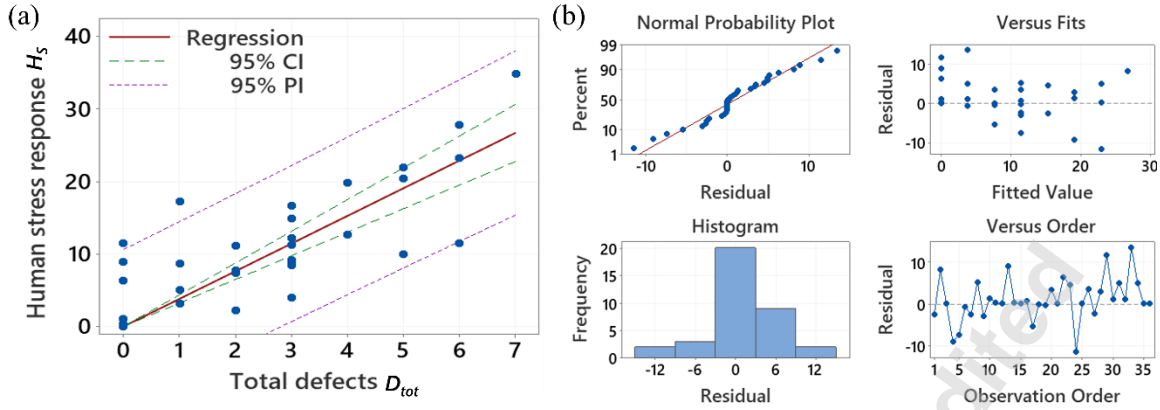 (a)
Human stress response H_S
40
30
20
10
0
Regression
95% CI
95% PI
0 1 2 3 4 5 6 7
Total defects D_tot
(b)
Normal Probability Plot
Percent
99
90
50
10
1
-10 0 10
Residual
Versus Fits
Residual
10
0
-10
0 10 20 30
Fitted Value
Histogram
Frequency
20
15
10
5
0
-12 -6 0 6 12
Residual
Versus Order
Residual
10
0
-10
1 5 10 15 20 25 30 35
Observation Order